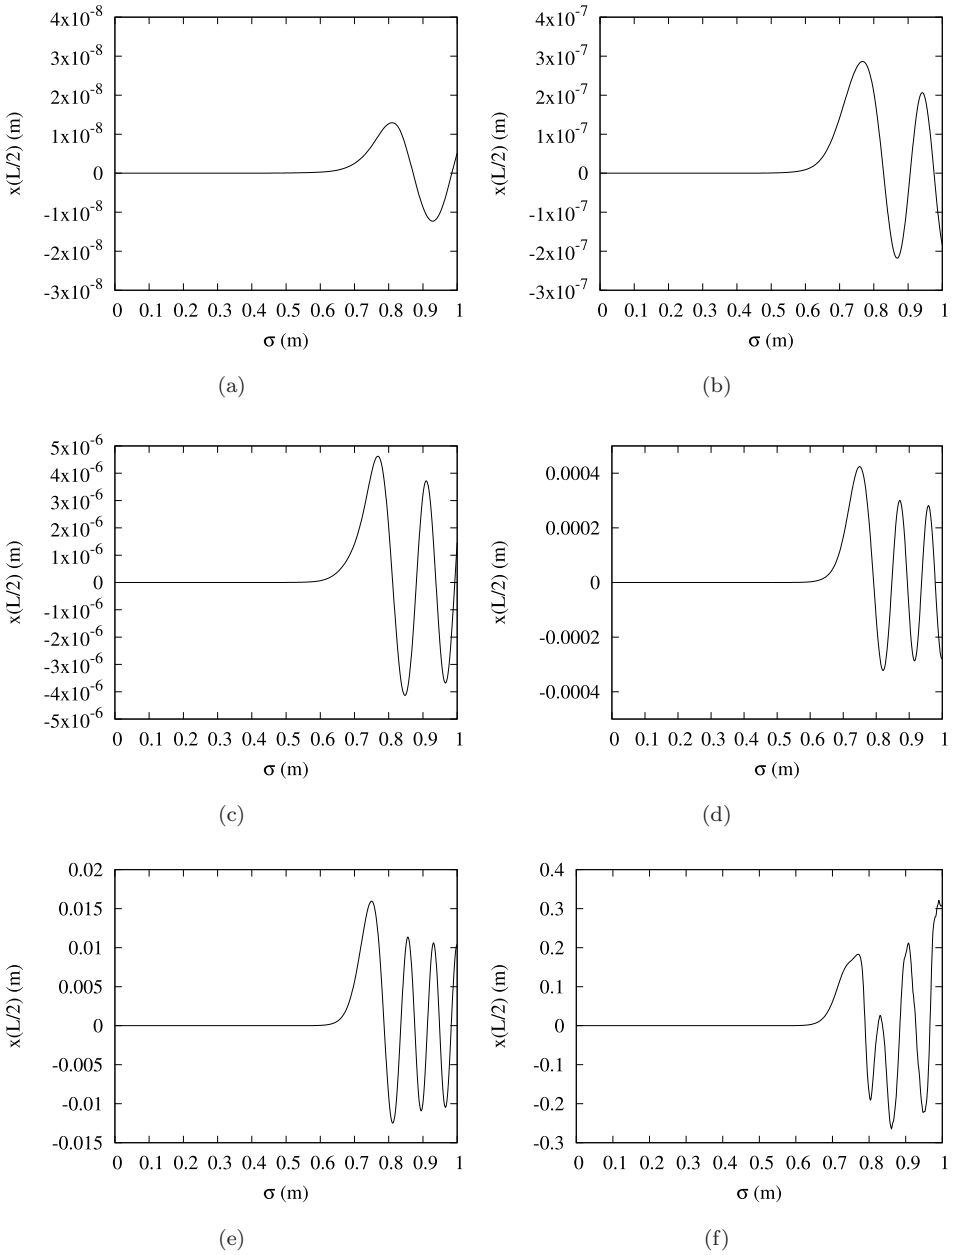 4x10-8
3x10-8
2x10-8
1x10-8
0
-1x10-8
-2x10-8
-3x10-8
x(L/2) (m)
0 0.1 0.2 0.3 0.4 0.5 0.6 0.7 0.8 0.9 1
σ (m)
(a)
4x10-7
3x10-7
2x10-7
1x10-7
0
-1x10-7
-2x10-7
-3x10-7
x(L/2) (m)
0 0.1 0.2 0.3 0.4 0.5 0.6 0.7 0.8 0.9 1
σ (m)
(b)
5x10-6
4x10-6
3x10-6
2x10-6
1x10-6
0
-1x10-6
-2x10-6
-3x10-6
-4x10-6
-5x10-6
x(L/2) (m)
0 0.1 0.2 0.3 0.4 0.5 0.6 0.7 0.8 0.9 1
σ (m)
(c)
0.0004
0.0002
0
-0.0002
-0.0004
x(L/2) (m)
0 0.1 0.2 0.3 0.4 0.5 0.6 0.7 0.8 0.9 1
σ (m)
(d)
0.02
0.015
0.01
0.005
0
-0.005
-0.01
-0.015
x(L/2) (m)
0 0.1 0.2 0.3 0.4 0.5 0.6 0.7 0.8 0.9 1
σ (m)
(e)
0.4
0.3
0.2
0.1
0
-0.1
-0.2
-0.3
x(L/2) (m)
0 0.1 0.2 0.3 0.4 0.5 0.6 0.7 0.8 0.9 1
σ (m)
(f)